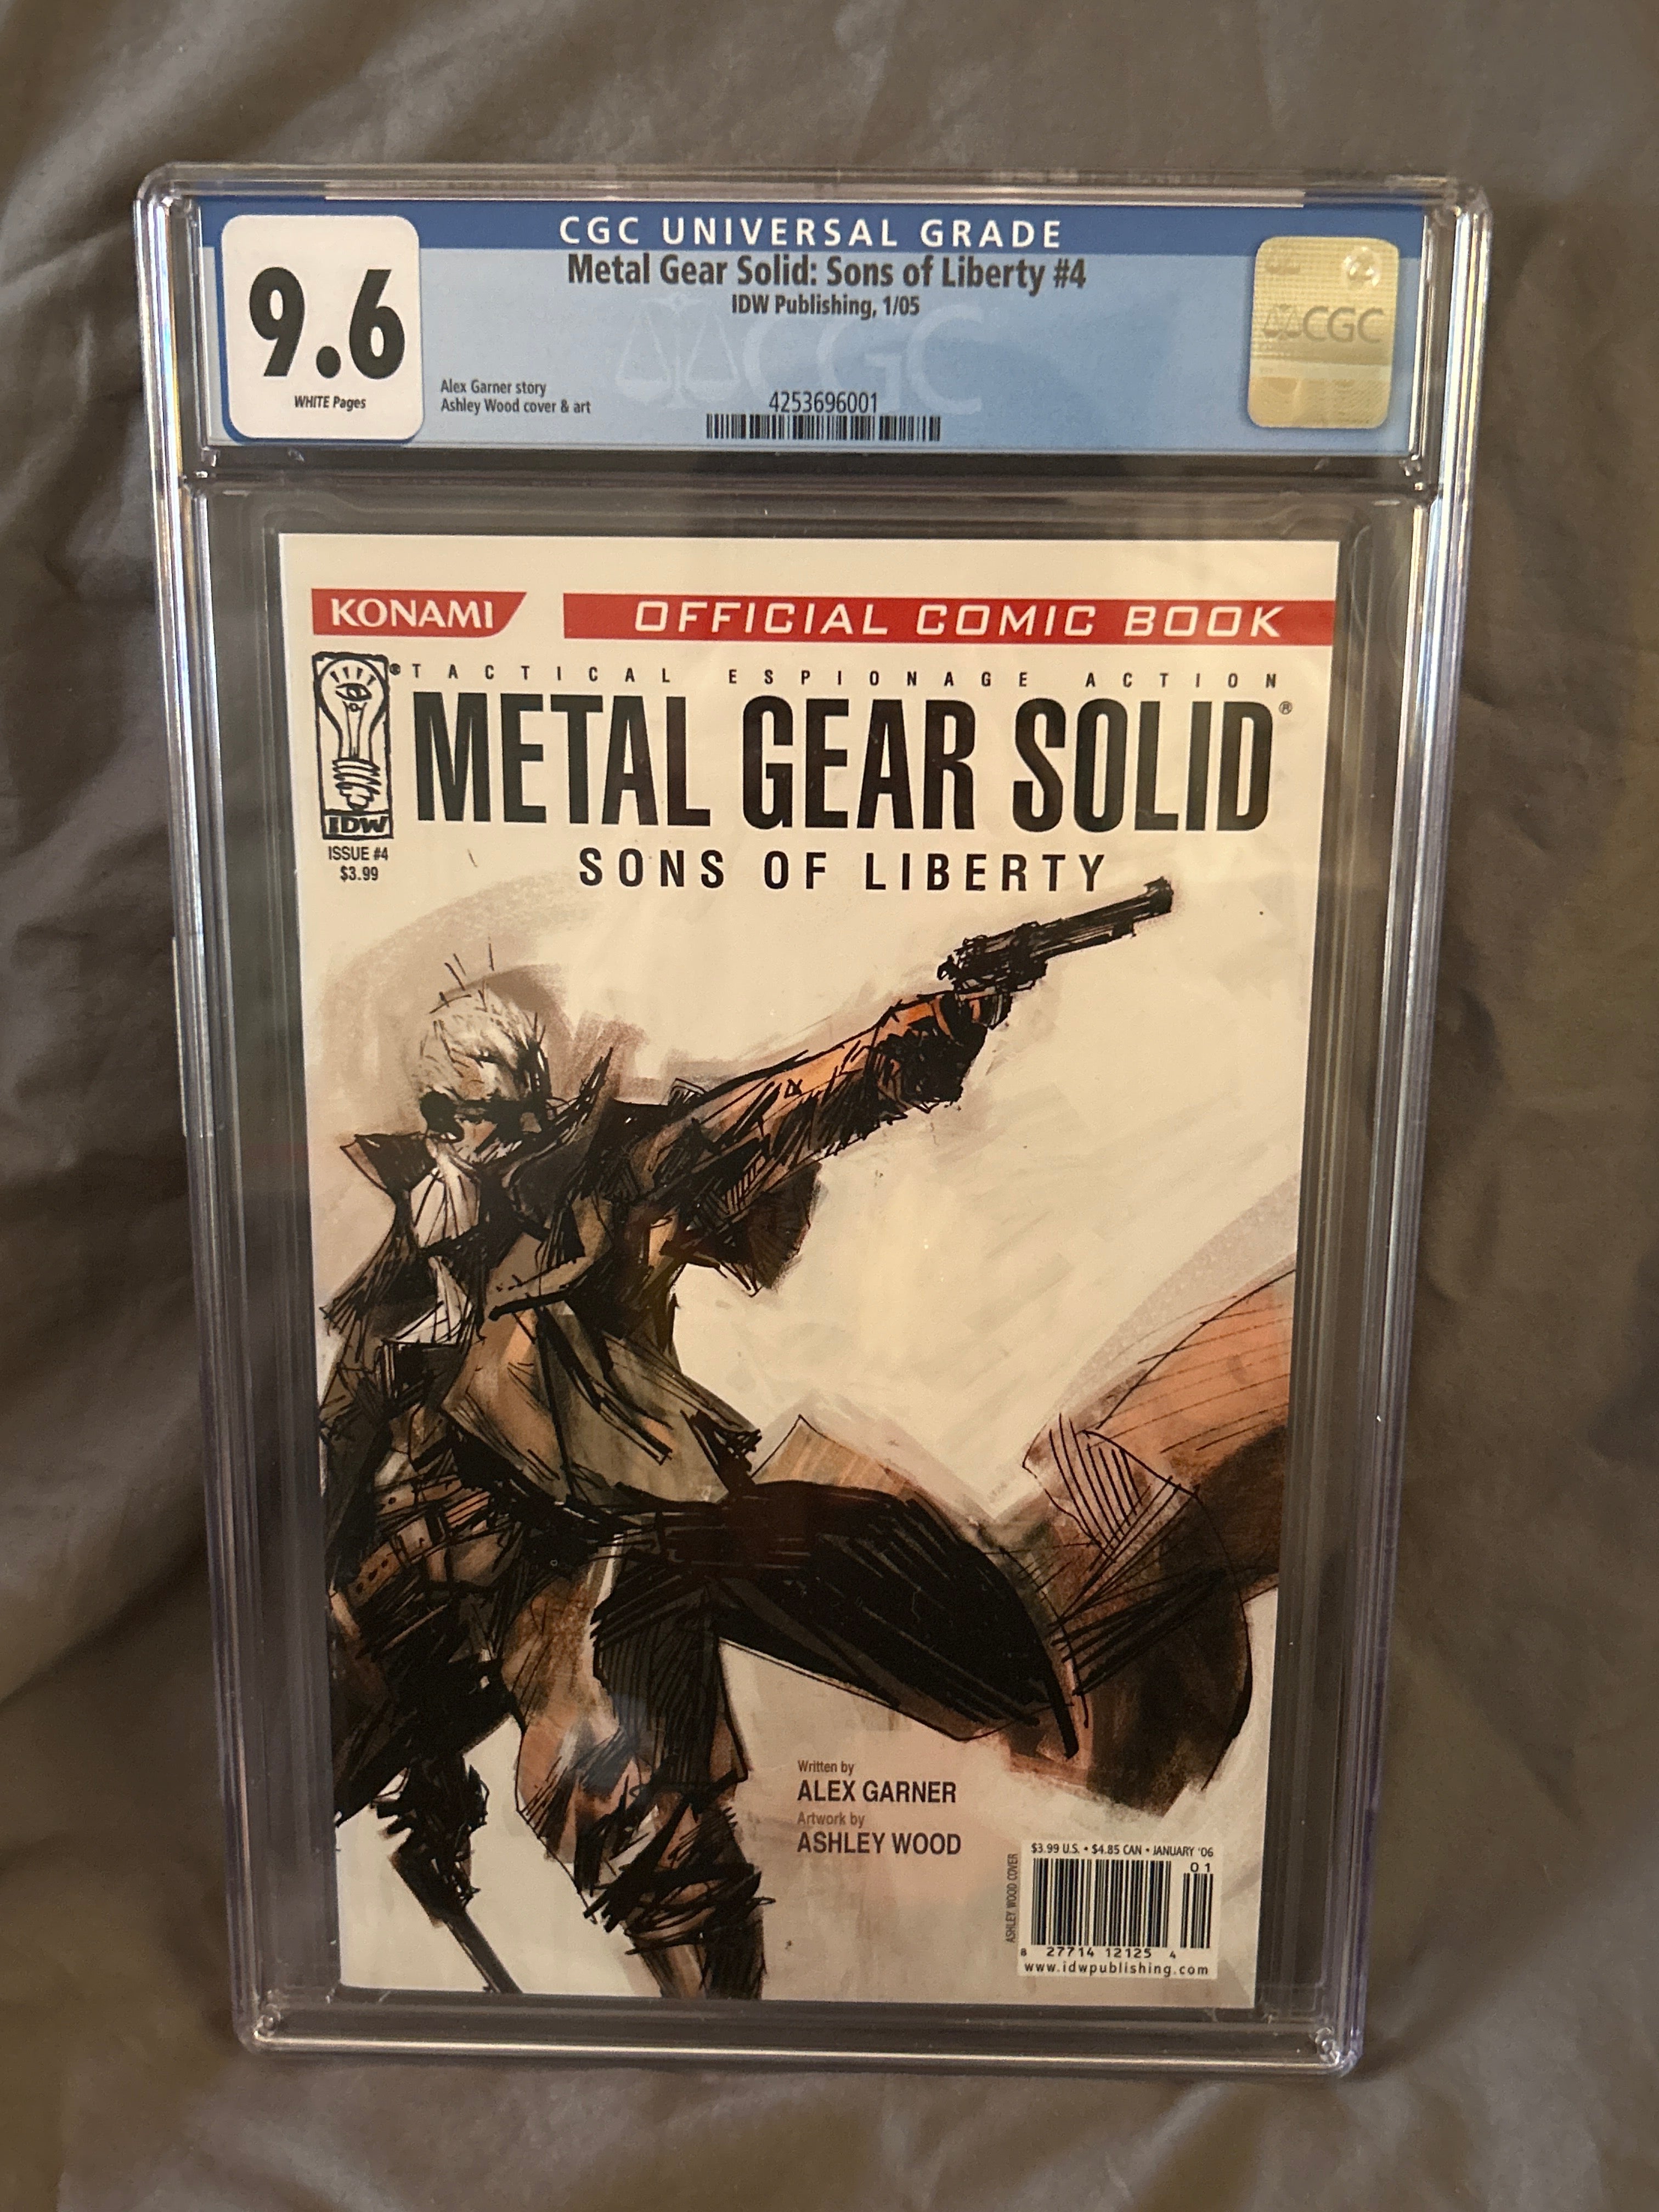 CGC UNIVERSAL GRADE
9.6
WHITE Pages
Metal Gear Solid: Sons of Liberty #4
IDW Publishing, 1/05
Alex Garner story
Ashley Wood cover & art
4253696001
CGC
CGC
KONAMI
OFFICIAL COMIC BOOK
TACTICAL ESPIONAGE ACTION
METAL GEAR SOLID®
SONS OF LIBERTY
IDW®
ISSUE #4
$3.99
Written by
ALEX GARNER
Artwork by
ASHLEY WOOD
ASHLEY WOOD COVER
$3.99 U.S. • $4.85 CAN • JANUARY '06
01
8 27714 12125 4
www.idwpublishing.com